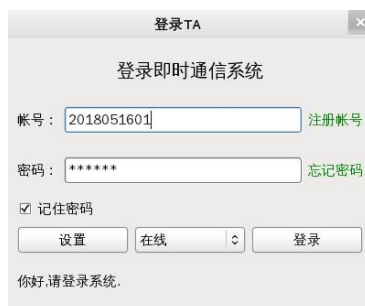 登录TA
登录即时通信系统
帐号： 2018051601 注册帐号
密码： ****** 忘记密码
记住密码
设置 在线 登录
你好,请登录系统.